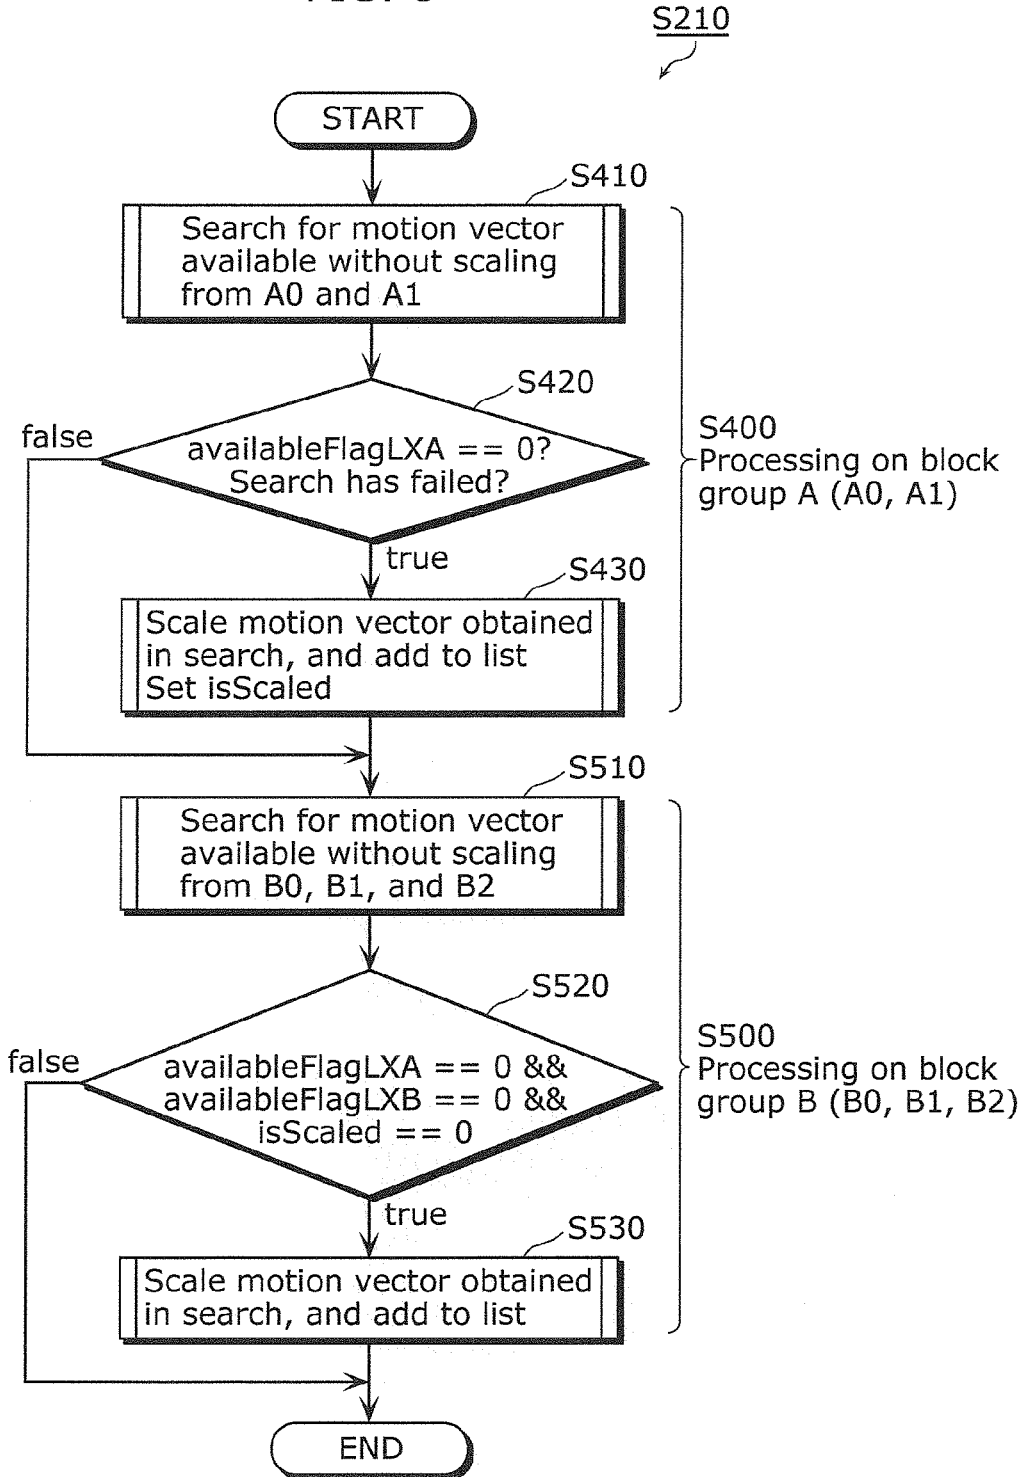 S210
START
S410
Search for motion vector
available without scaling
from A0 and A1
S420
false
availableFlagLXA == 0?
Search has failed?
true
S400
Processing on block
group A (A0, A1)
S430
Scale motion vector obtained
in search, and add to list
Set isScaled
S510
Search for motion vector
available without scaling
from B0, B1, and B2
S520
false
availableFlagLXA == 0 &&
availableFlagLXB == 0 &&
isScaled == 0
true
S500
Processing on block
group B (B0, B1, B2)
S530
Scale motion vector obtained
in search, and add to list
END